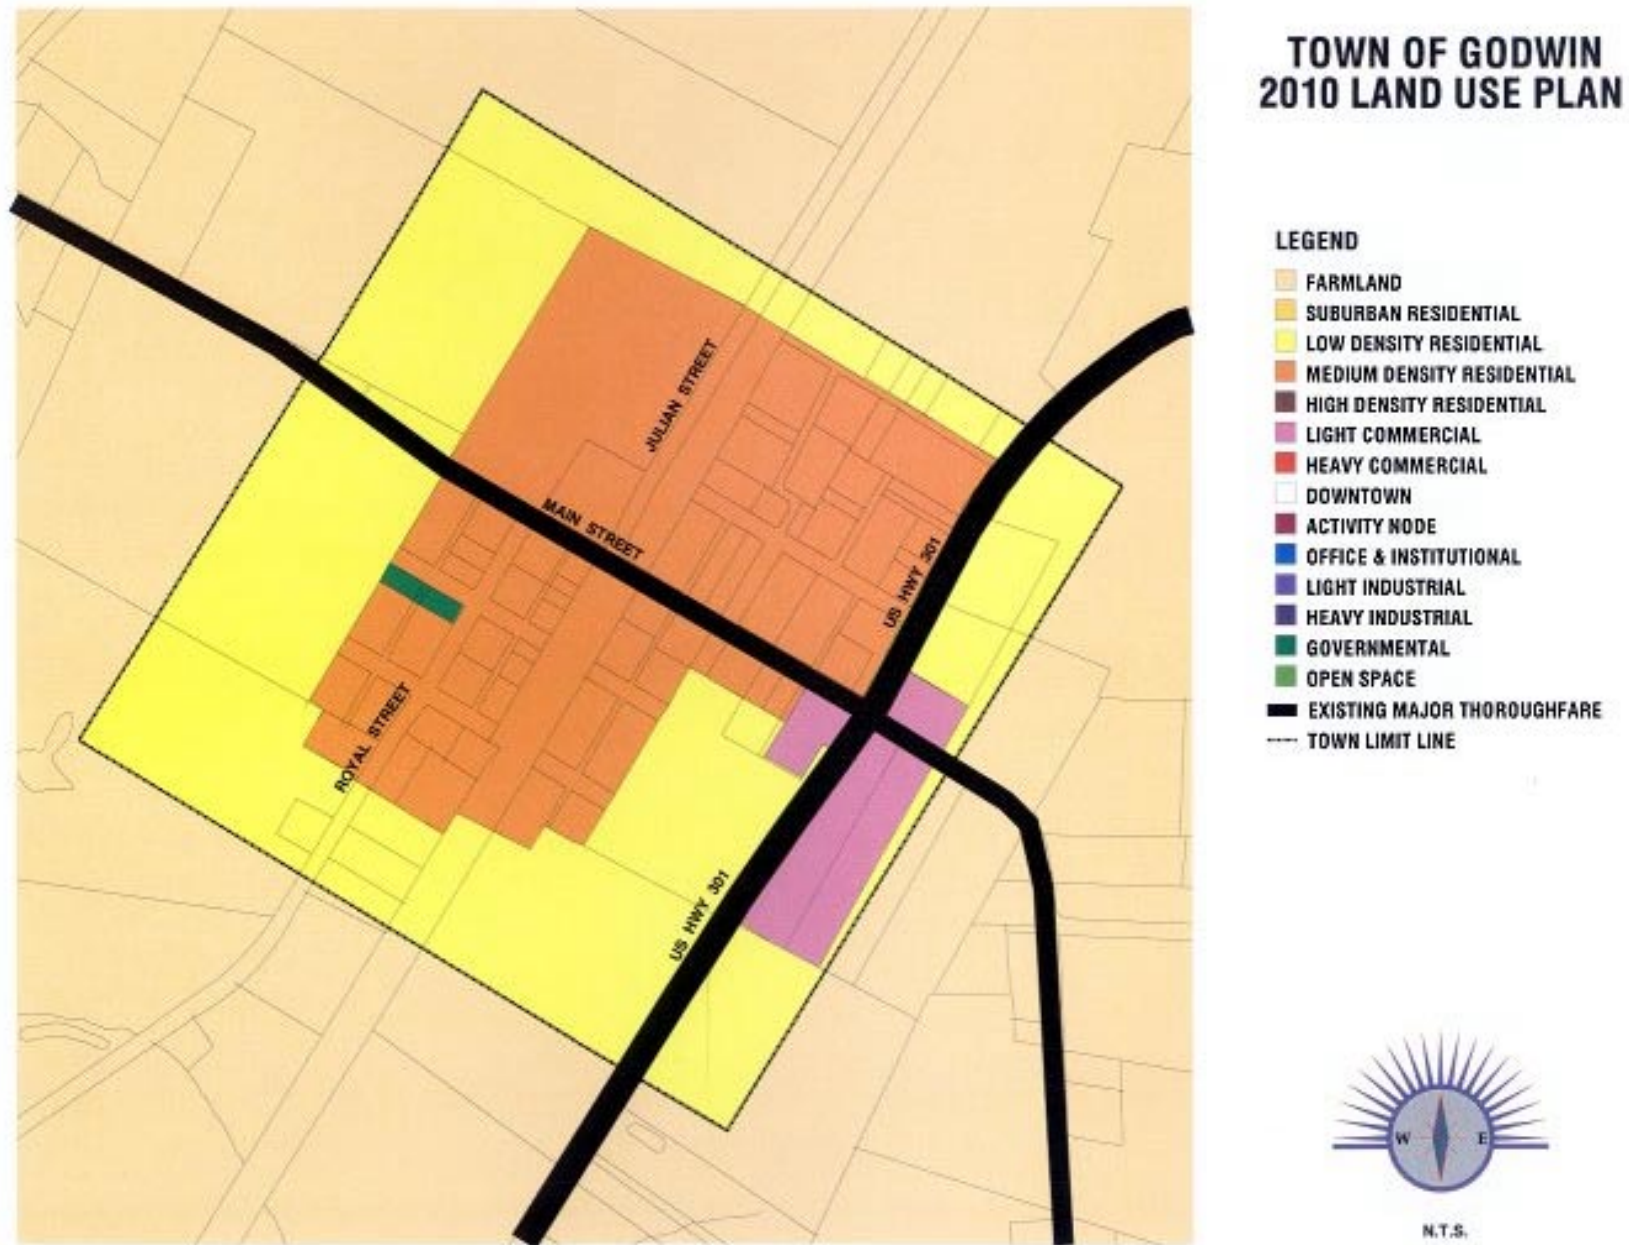 TOWN OF GODWIN
2010 LAND USE PLAN
LEGEND
FARMLAND
SUBURBAN RESIDENTIAL
LOW DENSITY RESIDENTIAL
MEDIUM DENSITY RESIDENTIAL
HIGH DENSITY RESIDENTIAL
LIGHT COMMERCIAL
HEAVY COMMERCIAL
DOWNTOWN
ACTIVITY NODE
OFFICE & INSTITUTIONAL
LIGHT INDUSTRIAL
HEAVY INDUSTRIAL
GOVERNMENTAL
OPEN SPACE
EXISTING MAJOR THOROUGHFARE
TOWN LIMIT LINE
JULIAN STREET
MAIN STREET
US HWY 301
ROYAL STREET
US HWY 301
W E
N.T.S.